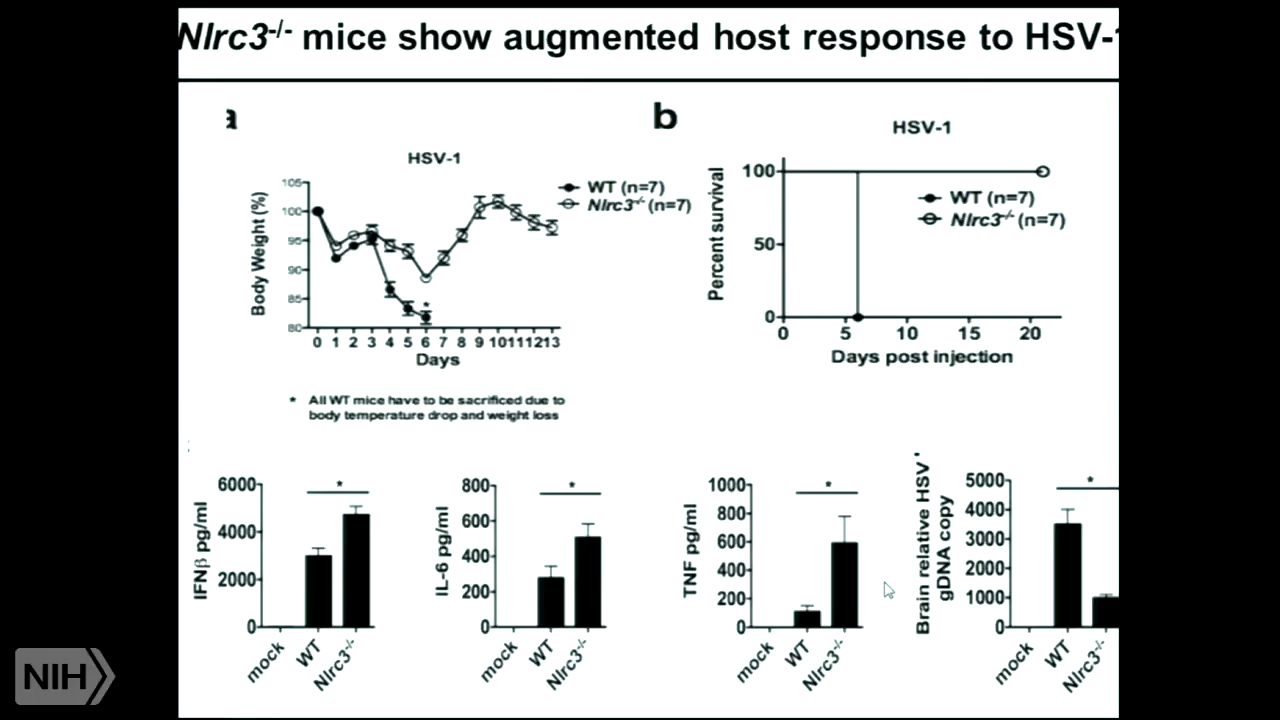 Nlrc3-/- mice show augmented host response to HSV-1
a
HSV-1
105
100
95
90
85
80
Body Weight (%)
WT (n=7)
Nlrc3-/- (n=7)
*
0 1 2 3 4 5 6 7 8 9 10 11 12 13
Days
* All WT mice have to be sacrificed due to
body temperature drop and weight loss
b
HSV-1
100
50
0
Percent survival
WT (n=7)
Nlrc3-/- (n=7)
0 5 10 15 20
Days post injection
6000
4000
2000
0
IFNβ pg/ml
*
mock WT Nlrc3-/-
800
600
400
200
0
IL-6 pg/ml
*
mock WT Nlrc3-/-
1000
800
600
400
200
0
TNF pg/ml
*
mock WT Nlrc3-/-
Brain relative HSV
gDNA copy
5000
4000
3000
2000
1000
0
*
mock WT Nlrc3-/-
NIH